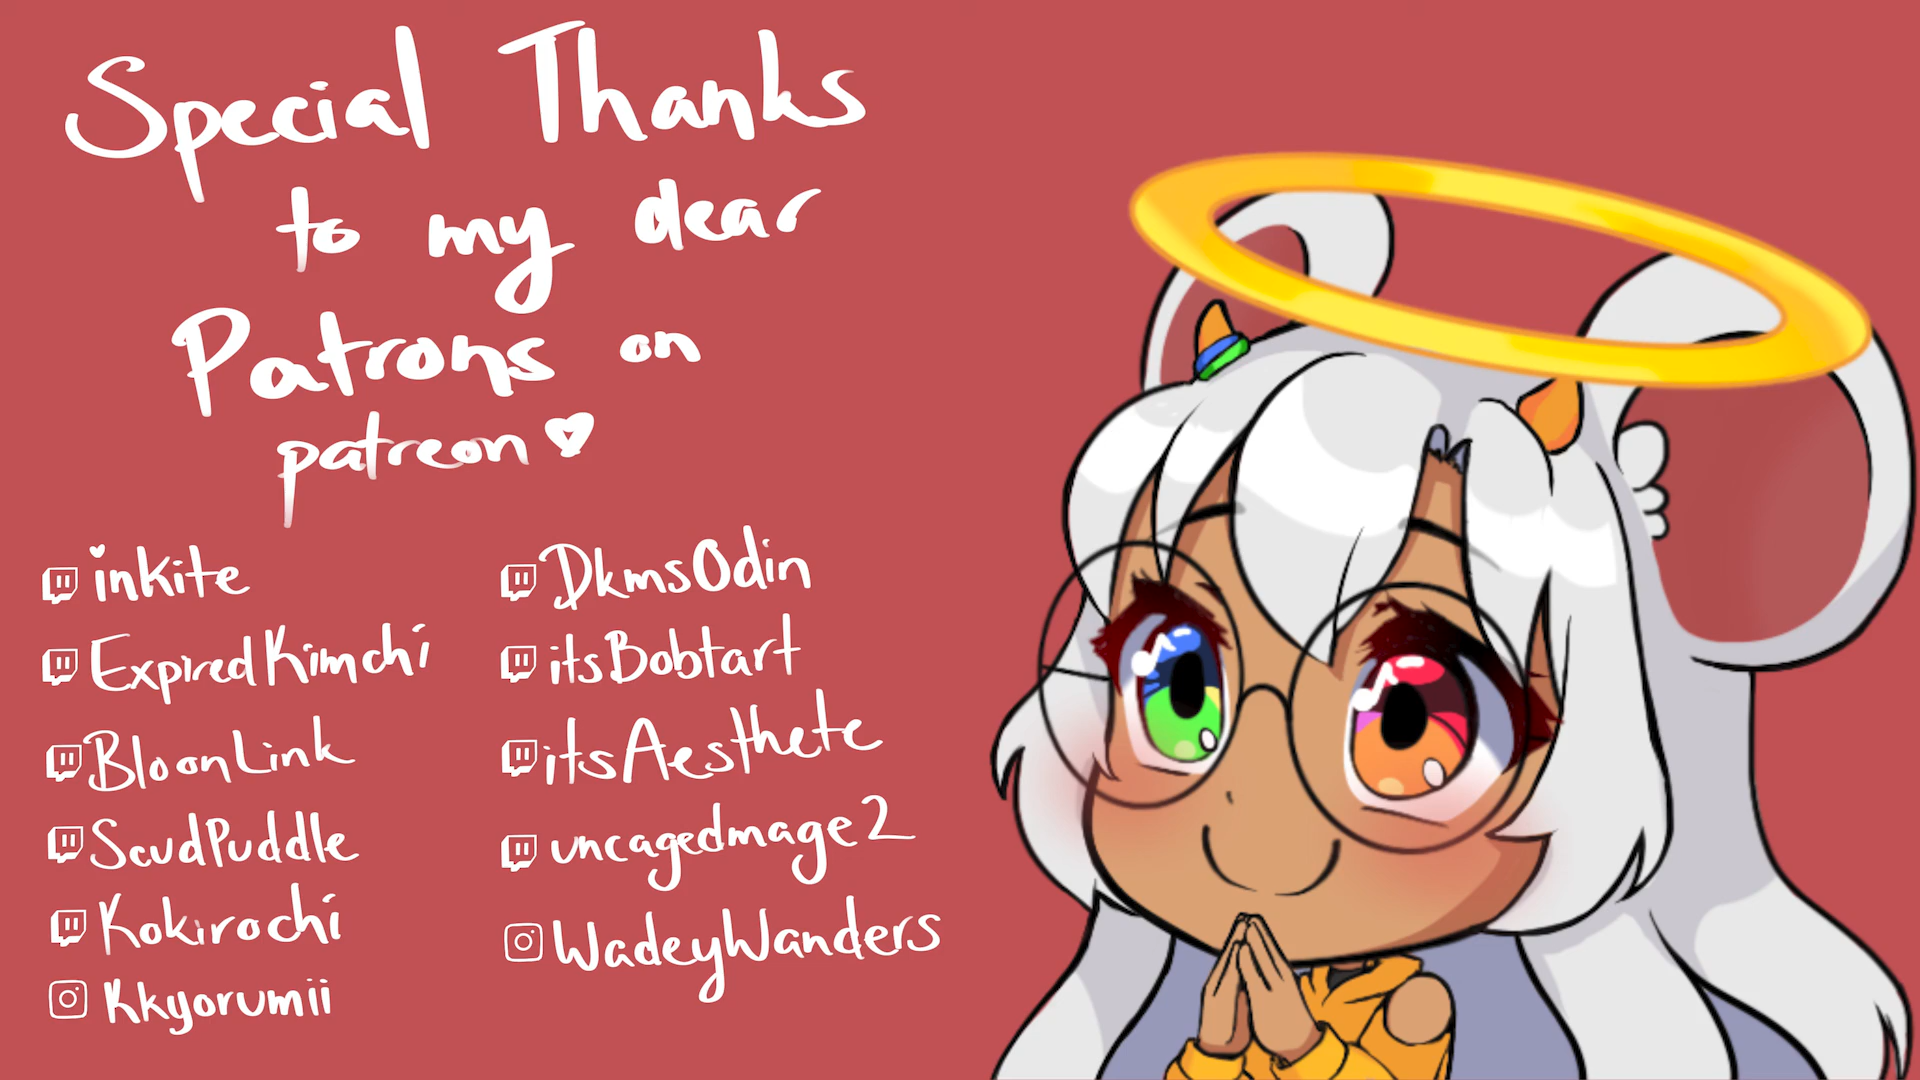 Special Thanks
to my dear
Patrons on
patreon
inkite
ExpiredKimchi
BloonLink
ScudPuddle
Kokirochi
Kkyorumii
DkmsOdin
itsBobtart
itsAesthete
uncagedmage2
WadeyWanders